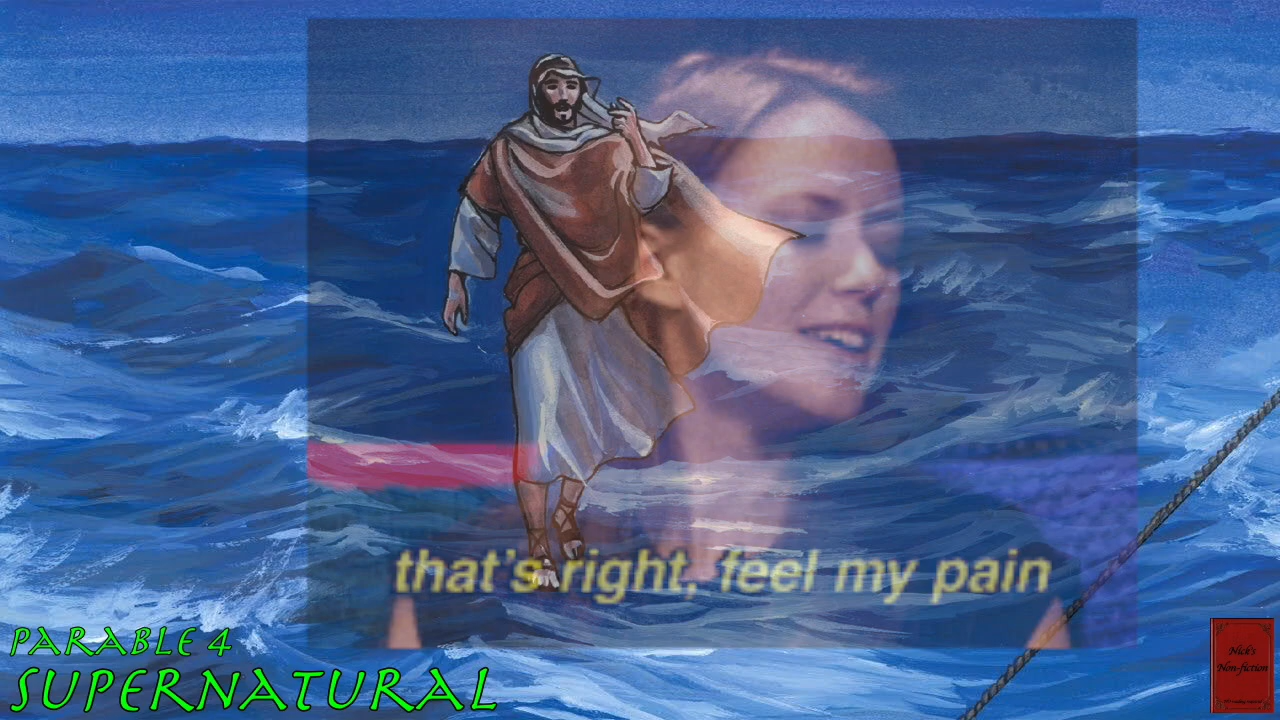 that's right, feel my pain
PARABLE 4
SUPERNATURAL
Nick's
Non-fiction